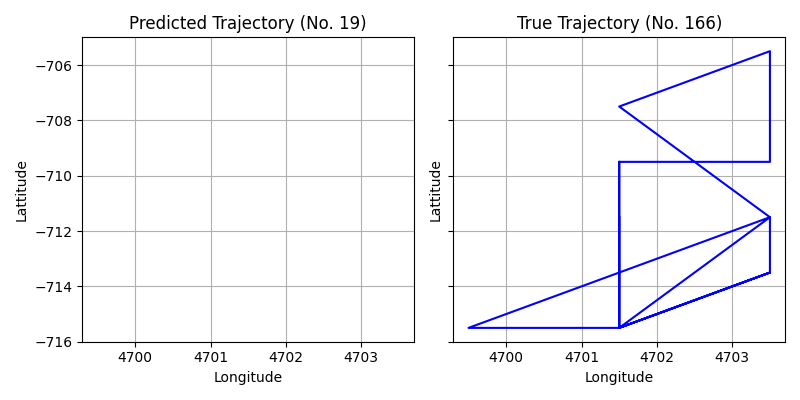 Predicted Trajectory (No. 19)
True Trajectory (No. 166)
−706
−708
−710
−712
−714
−716
Lattitude
Lattitude
4700 4701 4702 4703
4700 4701 4702 4703
Longitude
Longitude